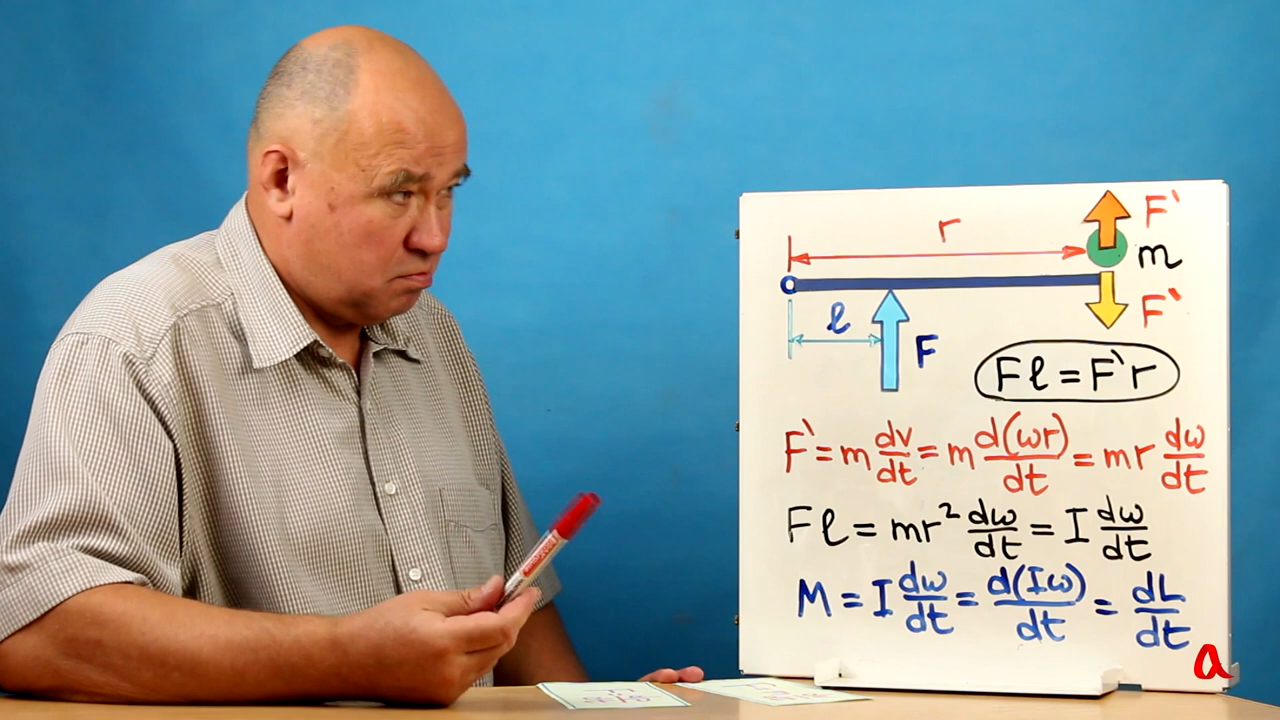 r
F`
m
F`
l
F
Fl = F`r
F` = m dv/dt = m d(ωr)/dt = mr dω/dt
Fl = mr² dω/dt = I dω/dt
M = I dω/dt = d(Iω)/dt = dL/dt
a